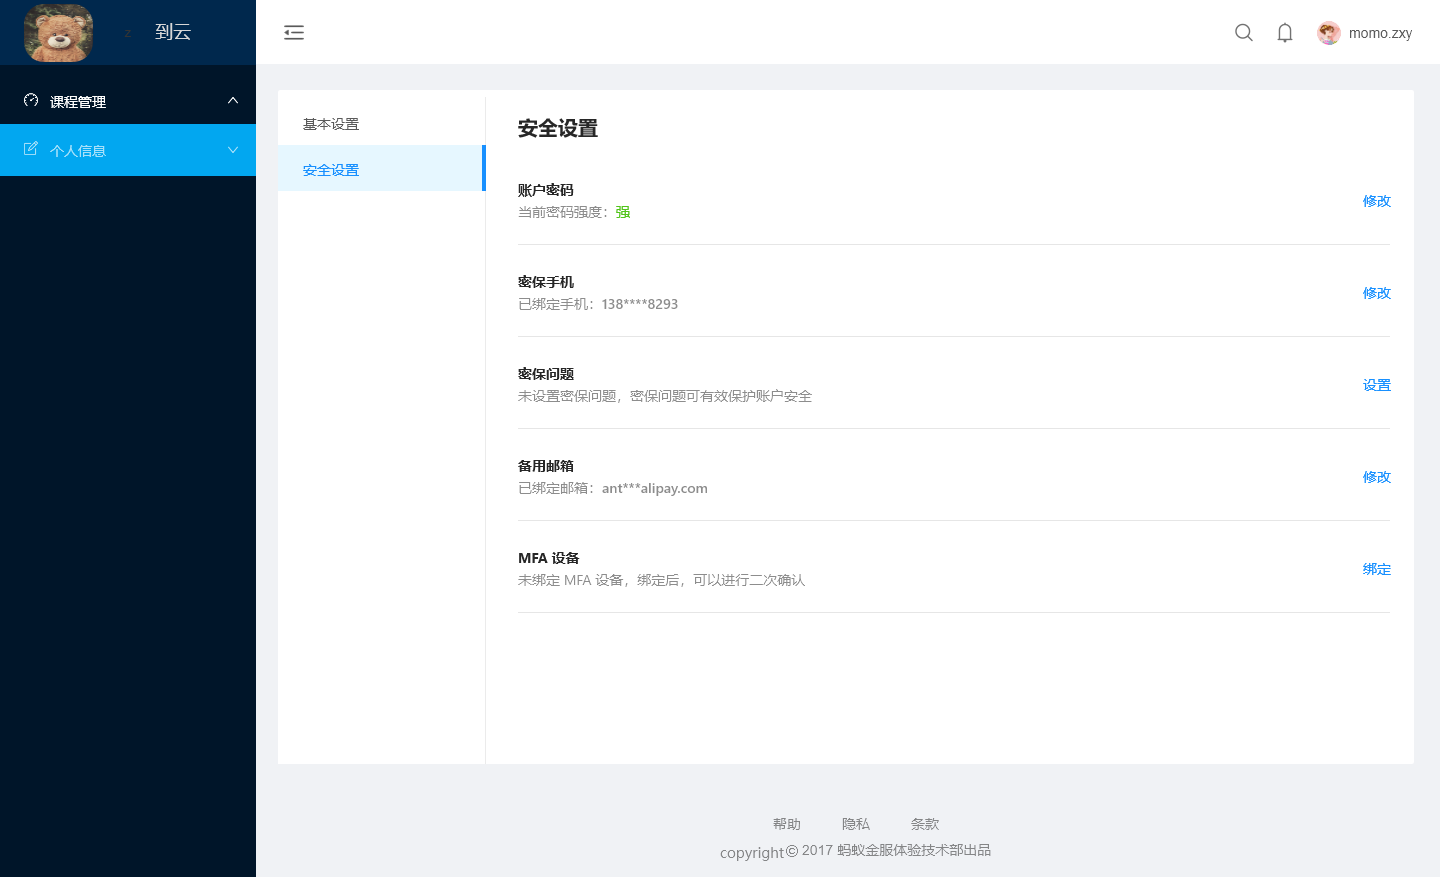 z 到云
momo.zxy
课程管理
个人信息
基本设置
安全设置
安全设置
账户密码
当前密码强度：强
修改
密保手机
已绑定手机：138****8293
修改
密保问题
未设置密保问题，密保问题可有效保护账户安全
设置
备用邮箱
已绑定邮箱：ant***alipay.com
修改
MFA 设备
未绑定 MFA 设备，绑定后，可以进行二次确认
绑定
帮助 隐私 条款
copyright© 2017 蚂蚁金服体验技术部出品